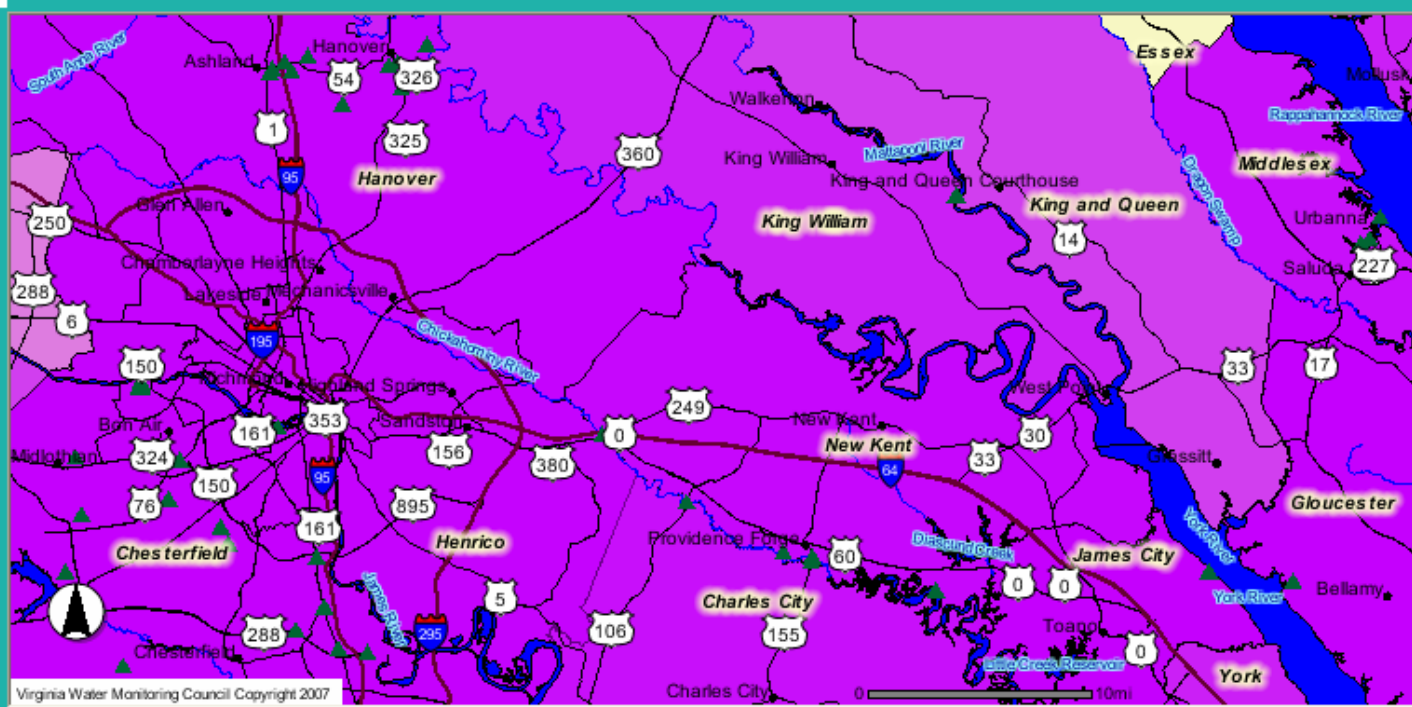 Essex
Hanover
South Anna River
Ashland
54
326
Mollusk
Walkerton
Rappahannock River
1
325
360
Mattaponi River
King William
Middlesex
95
Hanover
King and Queen Courthouse
Dragon Swamp
King and Queen
Glen Allen
250
King William
Urbanna
14
Chamberlayne Heights
Saluda
227
288
Lakeside
Mechanicsville
6
195
Chickahominy River
150
33
17
Richmond
Highland Springs
West Point
249
353
Sandston
New Kent
Bon Air
161
0
30
156
New Kent
Midlothian
324
380
33
Glassitt
64
95
150
76
895
Gloucester
161
York River
Henrico
Providence Forge
Diascund Creek
Chesterfield
60
James City
0
0
Bellamy
James River
5
Charles City
York River
288
295
106
155
Toano
0
Chesterfield
Little Creek Reservoir
York
Virginia Water Monitoring Council Copyright 2007
Charles City
0
10mi